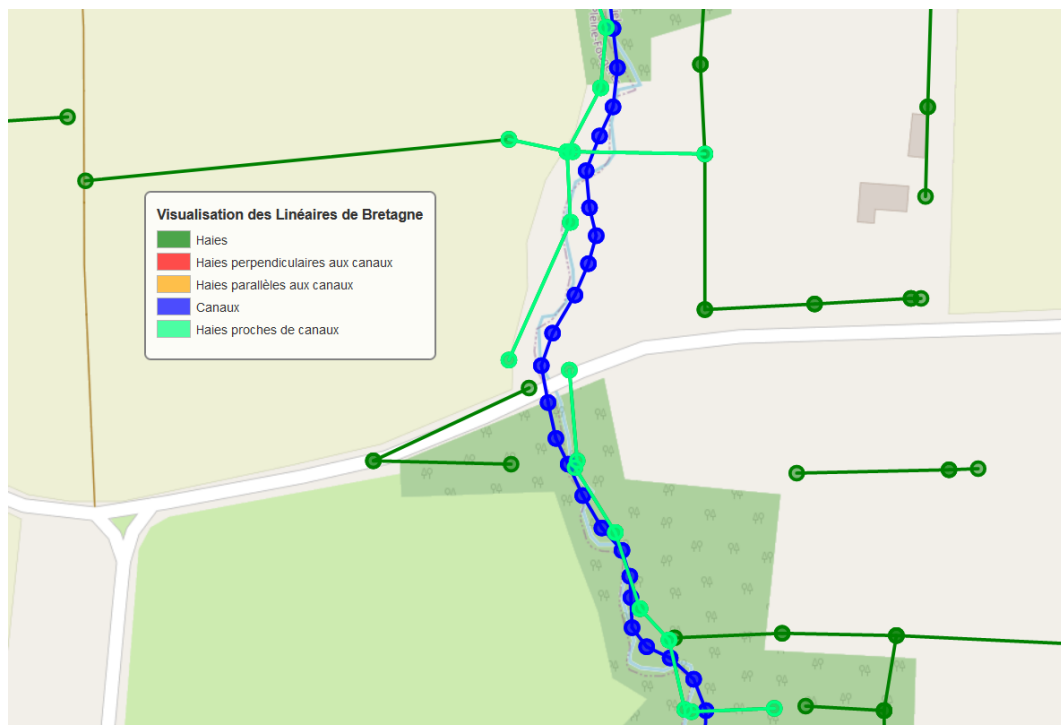 Visualisation des Linéaires de Bretagne
Haies
Haies perpendiculaires aux canaux
Haies parallèles aux canaux
Canaux
Haies proches de canaux